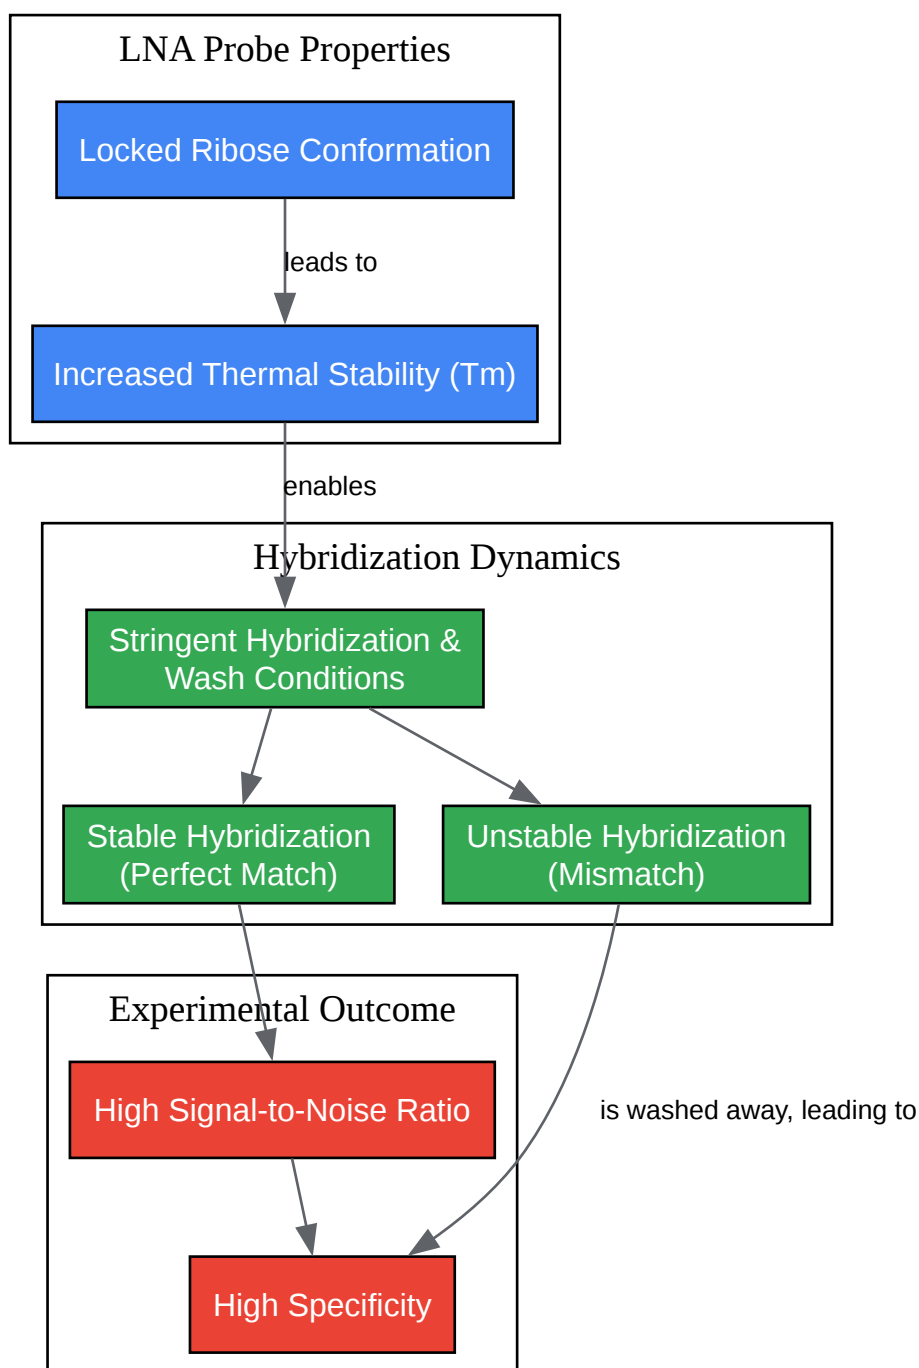 LNA Probe Properties
Locked Ribose Conformation
leads to
Increased Thermal Stability (Tm)
enables
Hybridization Dynamics
Stringent Hybridization &
Wash Conditions
Stable Hybridization
(Perfect Match)
Unstable Hybridization
(Mismatch)
Experimental Outcome
High Signal-to-Noise Ratio
is washed away, leading to
High Specificity